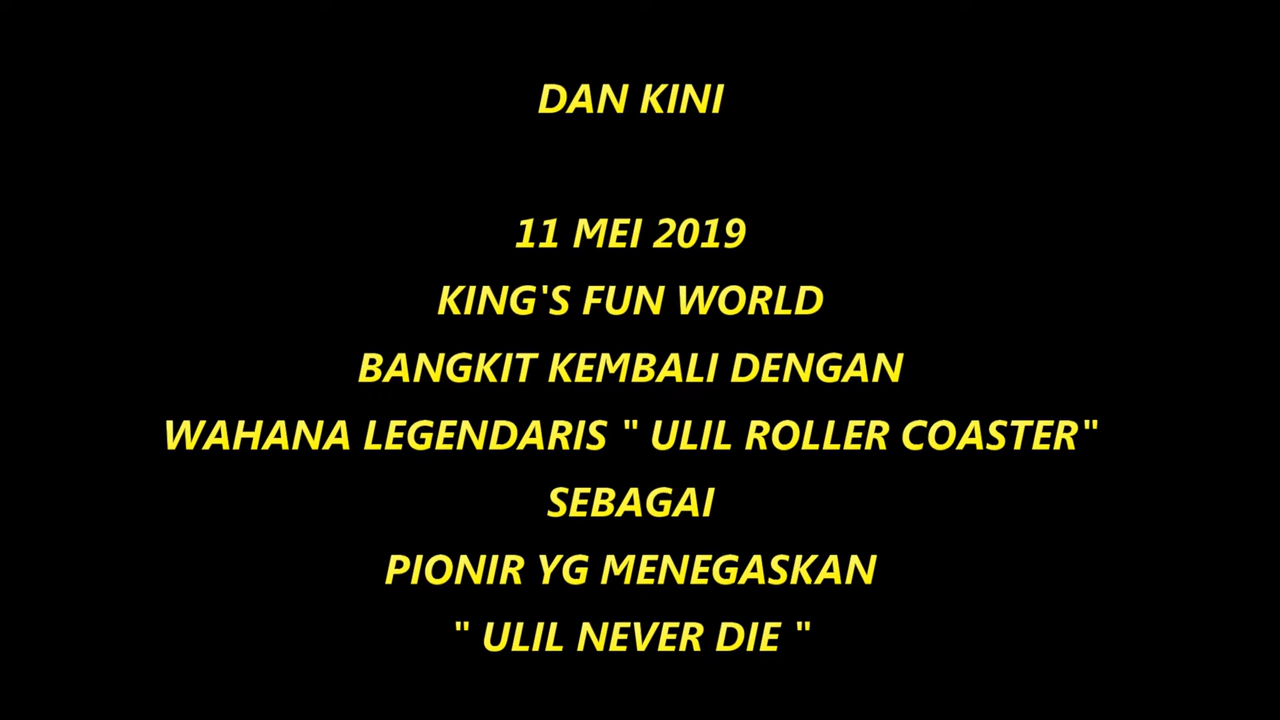 DAN KINI
11 MEI 2019
KING'S FUN WORLD
BANGKIT KEMBALI DENGAN
WAHANA LEGENDARIS " ULIL ROLLER COASTER"
SEBAGAI
PIONIR YG MENEGASKAN
" ULIL NEVER DIE "